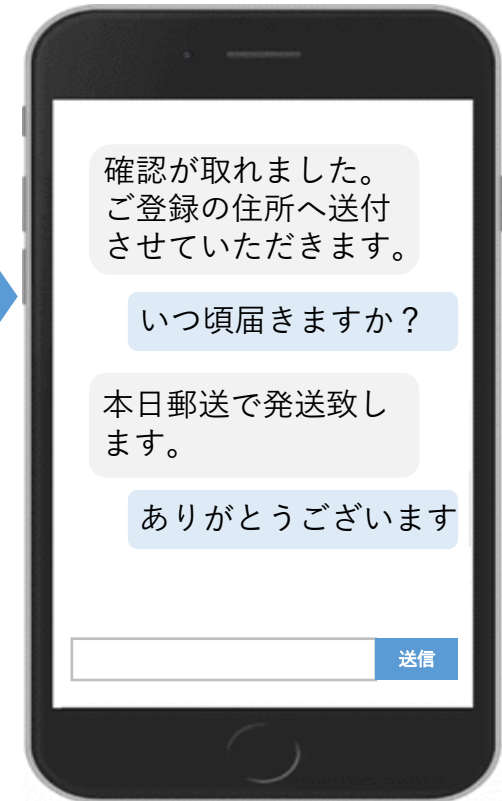 確認が取れました。
ご登録の住所へ送付
させていただきます。
いつ頃届きますか？
本日郵送で発送致し
ます。
ありがとうございます
送信